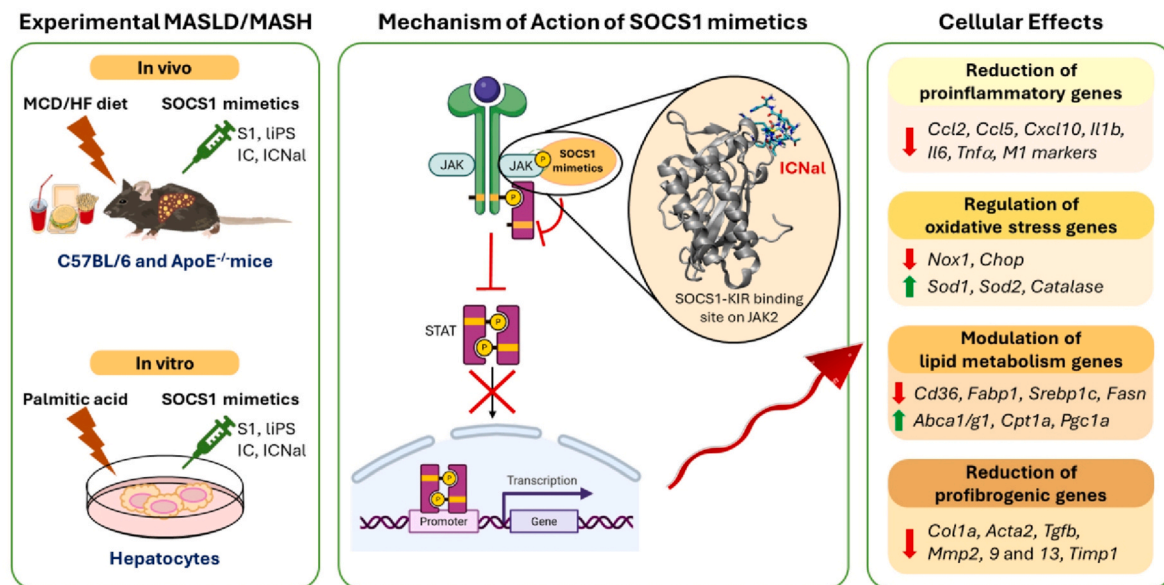 Experimental MASLD/MASH
In vivo
MCD/HF diet
SOCS1 mimetics
S1, liPS
IC, ICNal
C57BL/6 and ApoE-/-mice
In vitro
Palmitic acid
SOCS1 mimetics
S1, liPS
IC, ICNal
Hepatocytes
Mechanism of Action of SOCS1 mimetics
JAK
JAK
P
SOCS1
mimetics
P
ICNal
SOCS1-KIR binding
site on JAK2
STAT
P
P
P
P
Transcription
Promoter
Gene
Cellular Effects
Reduction of
proinflammatory genes
Ccl2, Ccl5, Cxcl10, Il1b,
Il6, Tnfα, M1 markers
Regulation of
oxidative stress genes
Nox1, Chop
Sod1, Sod2, Catalase
Modulation of
lipid metabolism genes
Cd36, Fabp1, Srebp1c, Fasn
Abca1/g1, Cpt1a, Pgc1a
Reduction of
profibrogenic genes
Col1a, Acta2, Tgfb,
Mmp2, 9 and 13, Timp1